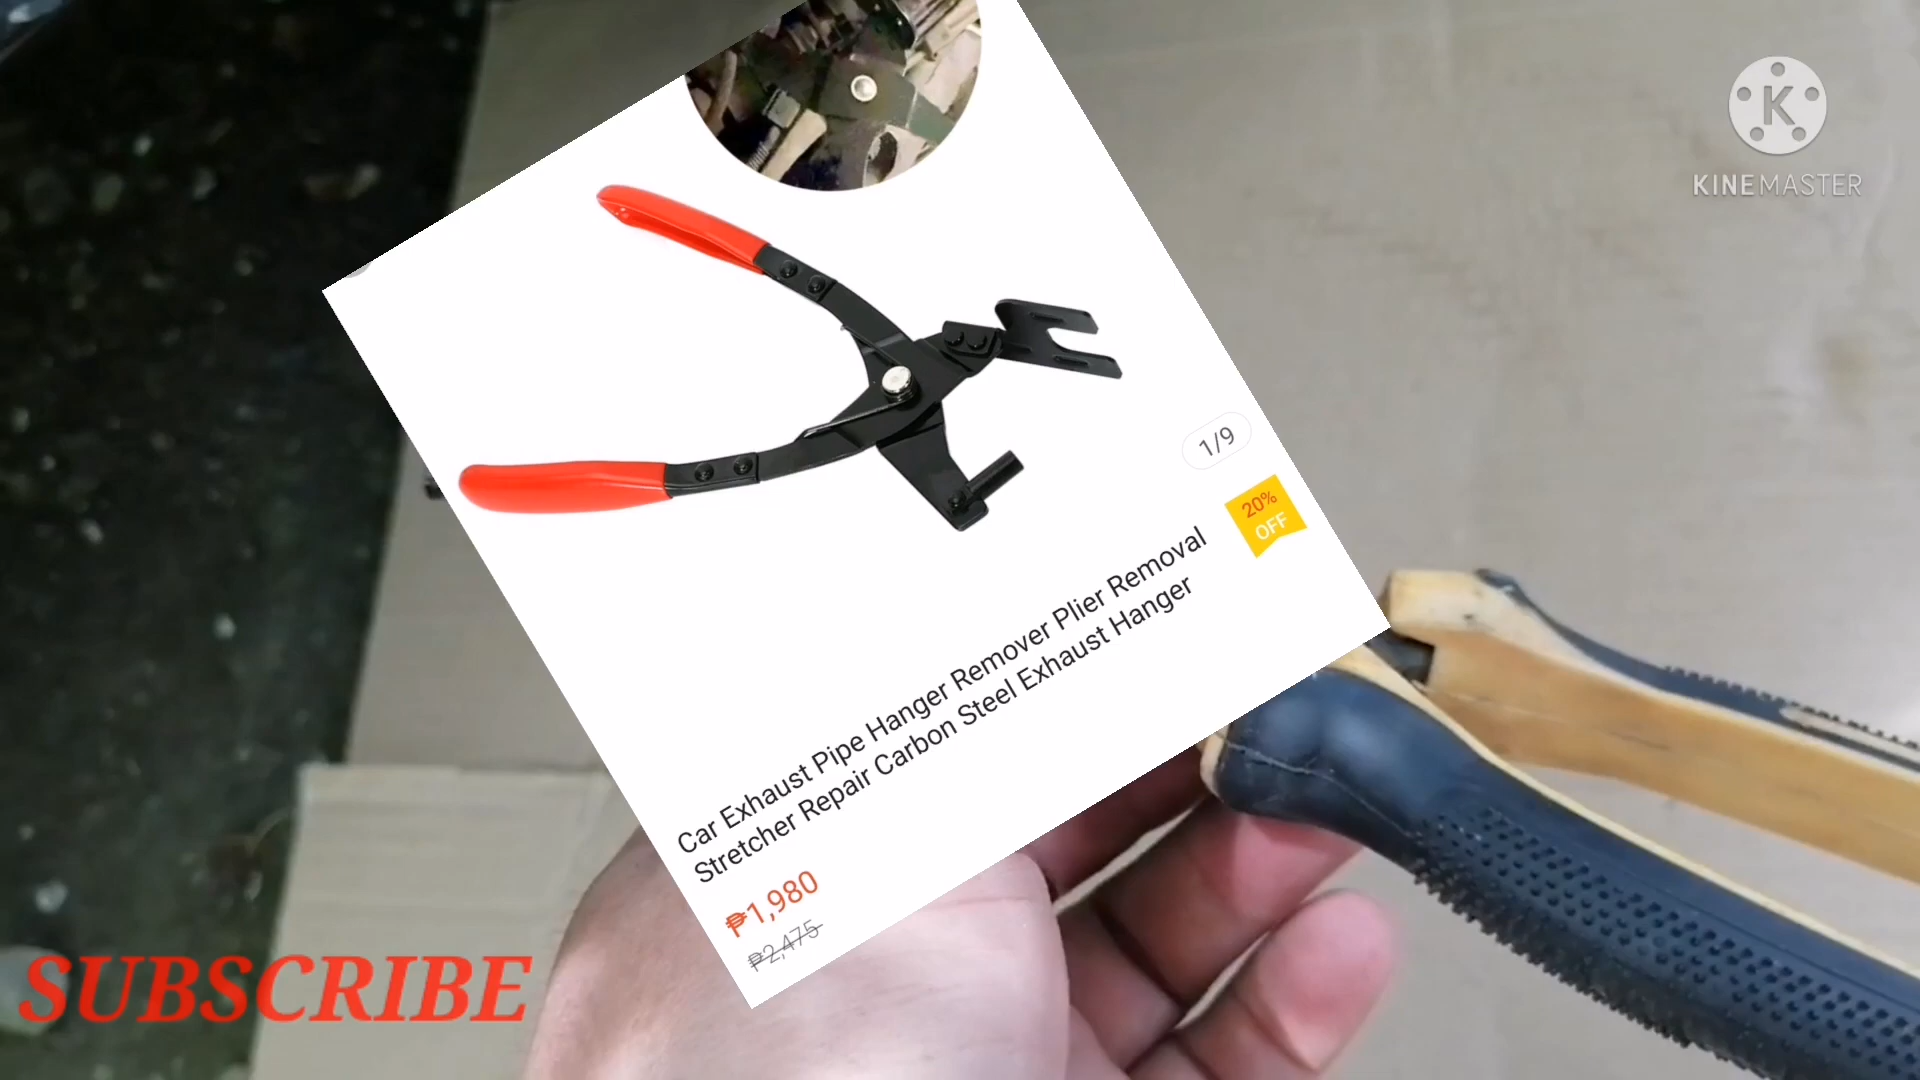 K
KINEMASTER
1/9
20%
OFF
Car Exhaust Pipe Hanger Remover Plier Removal
Stretcher Repair Carbon Steel Exhaust Hanger
₱1,980
₱2,475
SUBSCRIBE